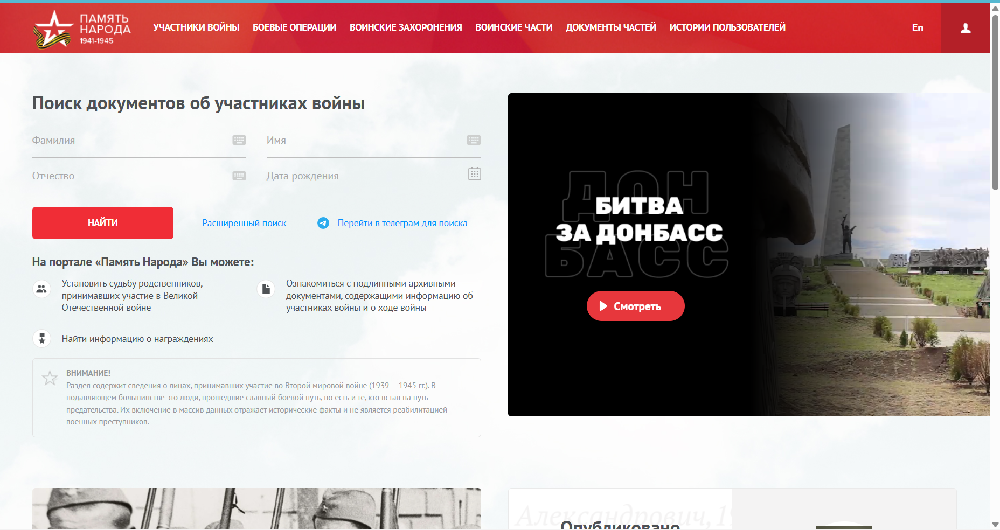 ПАМЯТЬ
НАРОДА
1941-1945
УЧАСТНИКИ ВОЙНЫ
БОЕВЫЕ ОПЕРАЦИИ
ВОИНСКИЕ ЗАХОРОНЕНИЯ
ВОИНСКИЕ ЧАСТИ
ДОКУМЕНТЫ ЧАСТЕЙ
ИСТОРИИ ПОЛЬЗОВАТЕЛЕЙ
En
Поиск документов об участниках войны
Фамилия
Имя
Отчество
Дата рождения
НАЙТИ
Расширенный поиск
Перейти в телеграм для поиска
На портале «Память Народа» Вы можете:
Установить судьбу родственников,
принимавших участие в Великой
Отечественной войне
Ознакомиться с подлинными архивными
документами, содержащими информацию об
участниках войны и о ходе войны
Найти информацию о награждениях
ВНИМАНИЕ!
Раздел содержит сведения о лицах, принимавших участие во Второй мировой войне (1939 — 1945 гг.). В
подавляющем большинстве это люди, прошедшие славный боевой путь, но есть и те, кто встал на путь
предательства. Их включение в массив данных отражает исторические факты и не является реабилитацией
военных преступников.
ДОН
БАСС
БИТВА
ЗА ДОНБАСС
Смотреть
Александрович, 19
Опубликовано